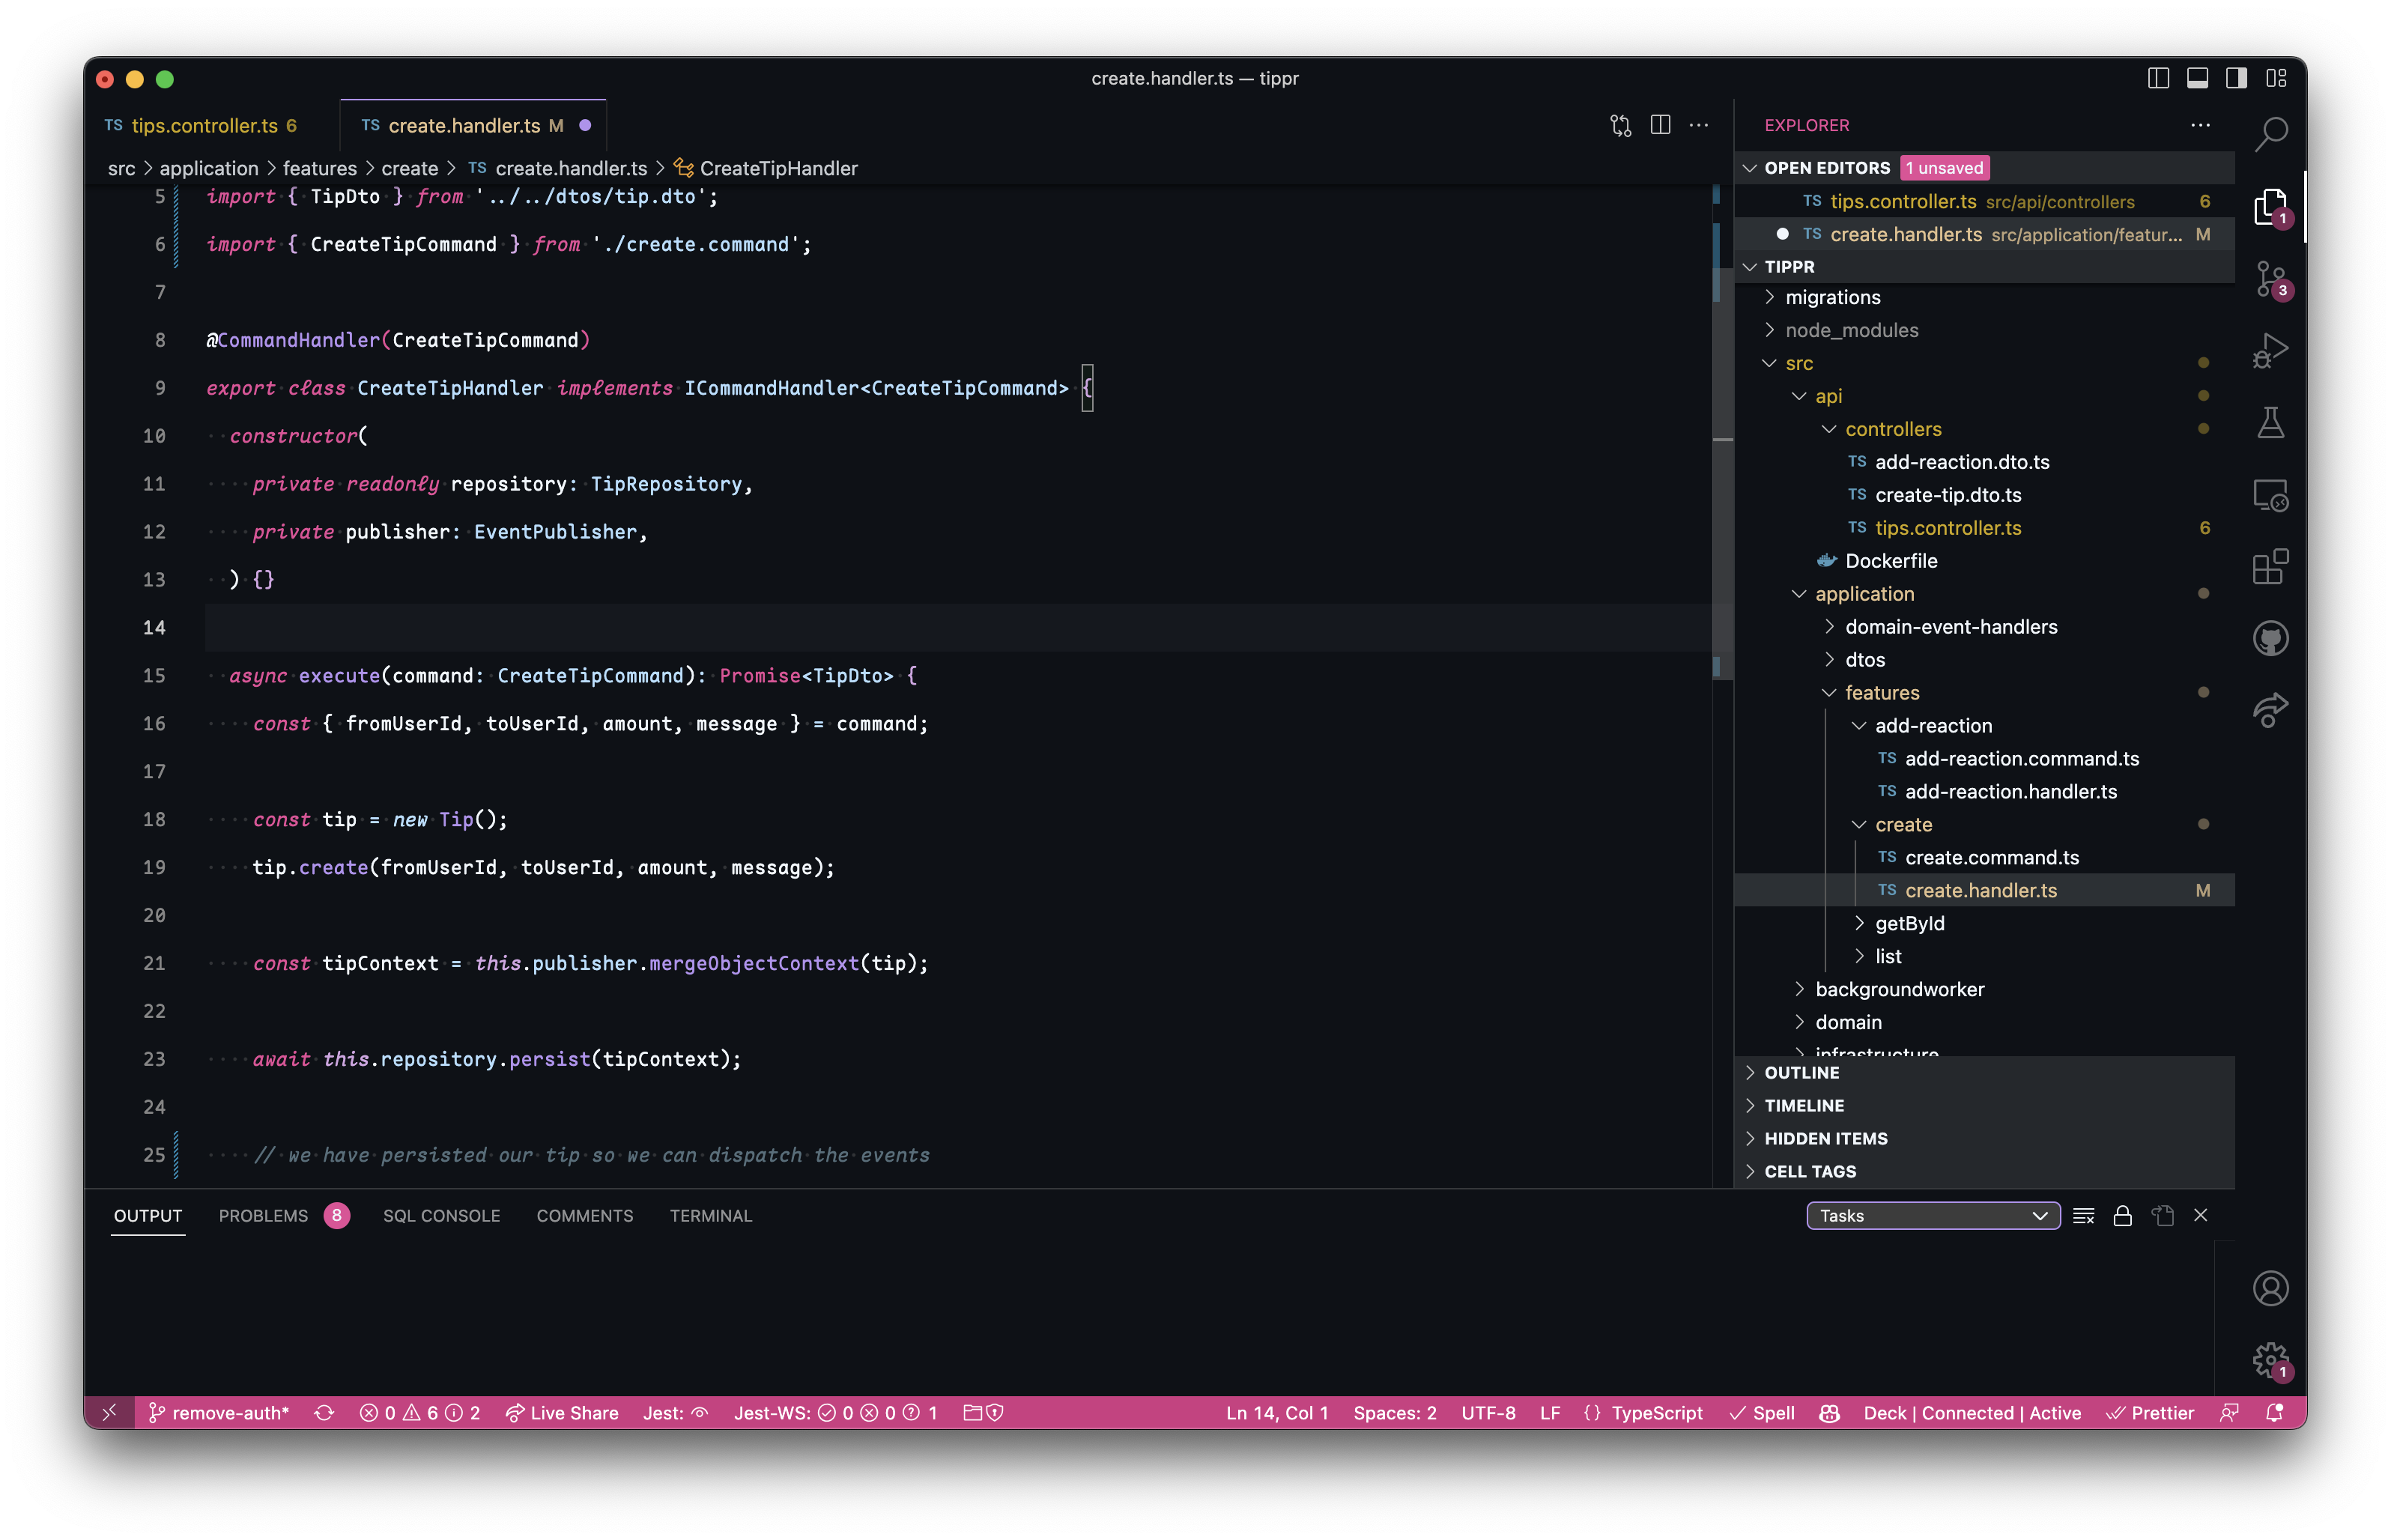 create.handler.ts — tippr
TS tips.controller.ts 6
TS create.handler.ts M
src > application > features > create > TS create.handler.ts > CreateTipHandler
5 import { TipDto } from '../../dtos/tip.dto';
6 import { CreateTipCommand } from './create.command';
7
8 @CommandHandler(CreateTipCommand)
9 export class CreateTipHandler implements ICommandHandler<CreateTipCommand> {
10 constructor(
11 private readonly repository: TipRepository,
12 private publisher: EventPublisher,
13 ) {}
14
15 async execute(command: CreateTipCommand): Promise<TipDto> {
16 const { fromUserId, toUserId, amount, message } = command;
17
18 const tip = new Tip();
19 tip.create(fromUserId, toUserId, amount, message);
20
21 const tipContext = this.publisher.mergeObjectContext(tip);
22
23 await this.repository.persist(tipContext);
24
25 // we have persisted our tip so we can dispatch the events
EXPLORER
OPEN EDITORS 1 unsaved
TS tips.controller.ts src/api/controllers 6
TS create.handler.ts src/application/featur... M
TIPPR
migrations
node_modules
src
api
controllers
TS add-reaction.dto.ts
TS create-tip.dto.ts
TS tips.controller.ts 6
Dockerfile
application
domain-event-handlers
dtos
features
add-reaction
TS add-reaction.command.ts
TS add-reaction.handler.ts
create
TS create.command.ts
TS create.handler.ts M
getById
list
backgroundworker
domain
infrastructure
OUTLINE
TIMELINE
HIDDEN ITEMS
CELL TAGS
1
3
OUTPUT PROBLEMS 8 SQL CONSOLE COMMENTS TERMINAL
Tasks
1
remove-auth* 0 6 2 Live Share Jest: Jest-WS: 0 0 1
Ln 14, Col 1 Spaces: 2 UTF-8 LF {} TypeScript Spell Deck | Connected | Active Prettier